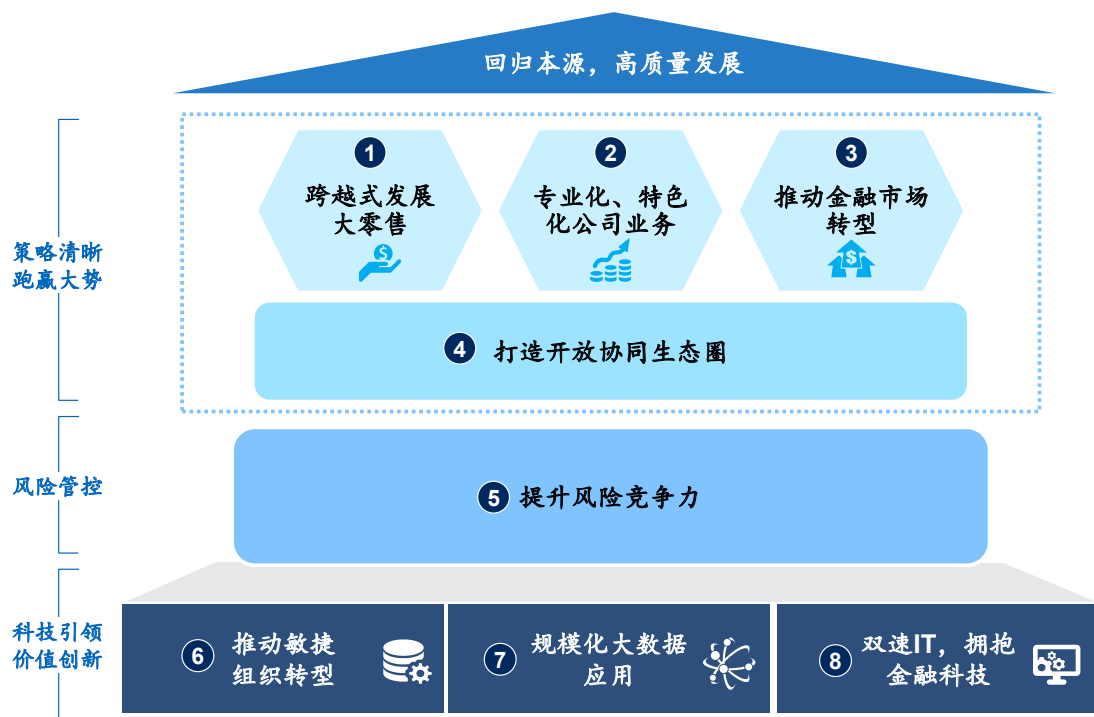 回归本源，高质量发展
策略清晰
跑赢大势
1
跨越式发展
大零售
2
专业化、特色
化公司业务
3
推动金融市场
转型
4 打造开放协同生态圈
风险管控
5 提升风险竞争力
科技引领
价值创新
6
推动敏捷
组织转型
7
规模化大数据
应用
8
双速IT，拥抱
金融科技